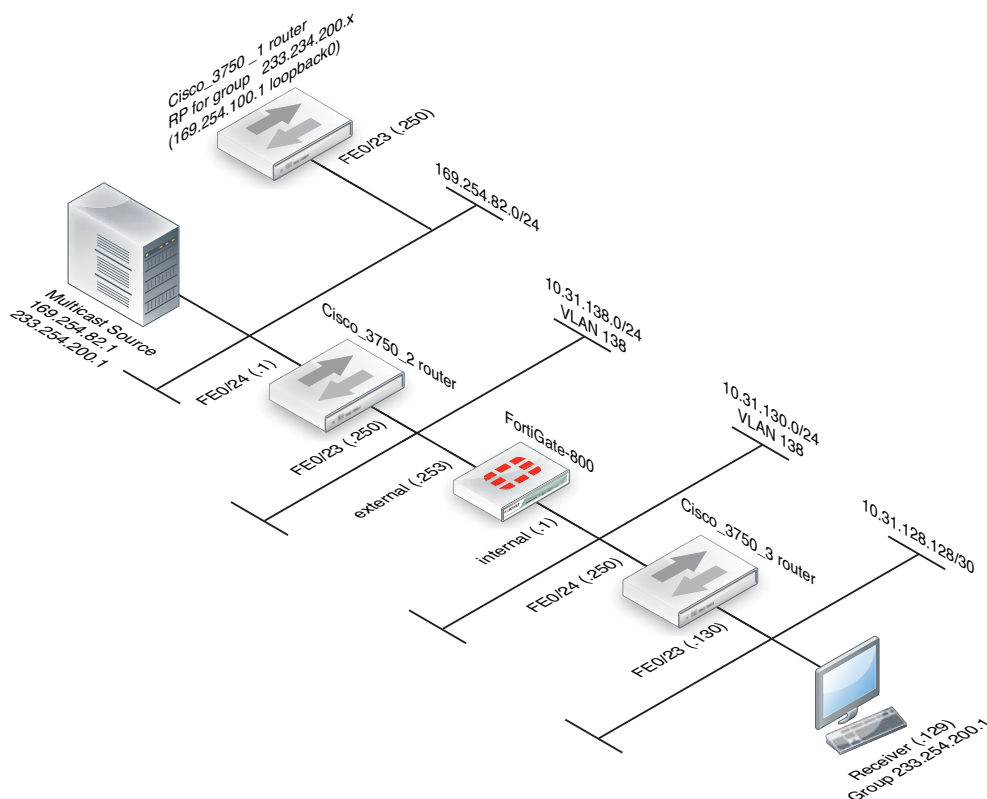 Cisco_3750 _1 router
RP for group 233.234.200.x
(169.254.100.1 loopback0)
FE0/23 (.250)
169.254.82.0/24
Multicast Source
169.254.82.1
233.254.200.1
FE0/24 (.1)
Cisco_3750_2 router
10.31.138.0/24
VLAN 138
FE0/23 (.250)
external (.253)
FortiGate-800
10.31.130.0/24
VLAN 138
internal (.1)
FE0/24 (.250)
Cisco_3750_3 router
10.31.128.128/30
FE0/23 (.130)
Receiver (.129)
Group 233.254.200.1